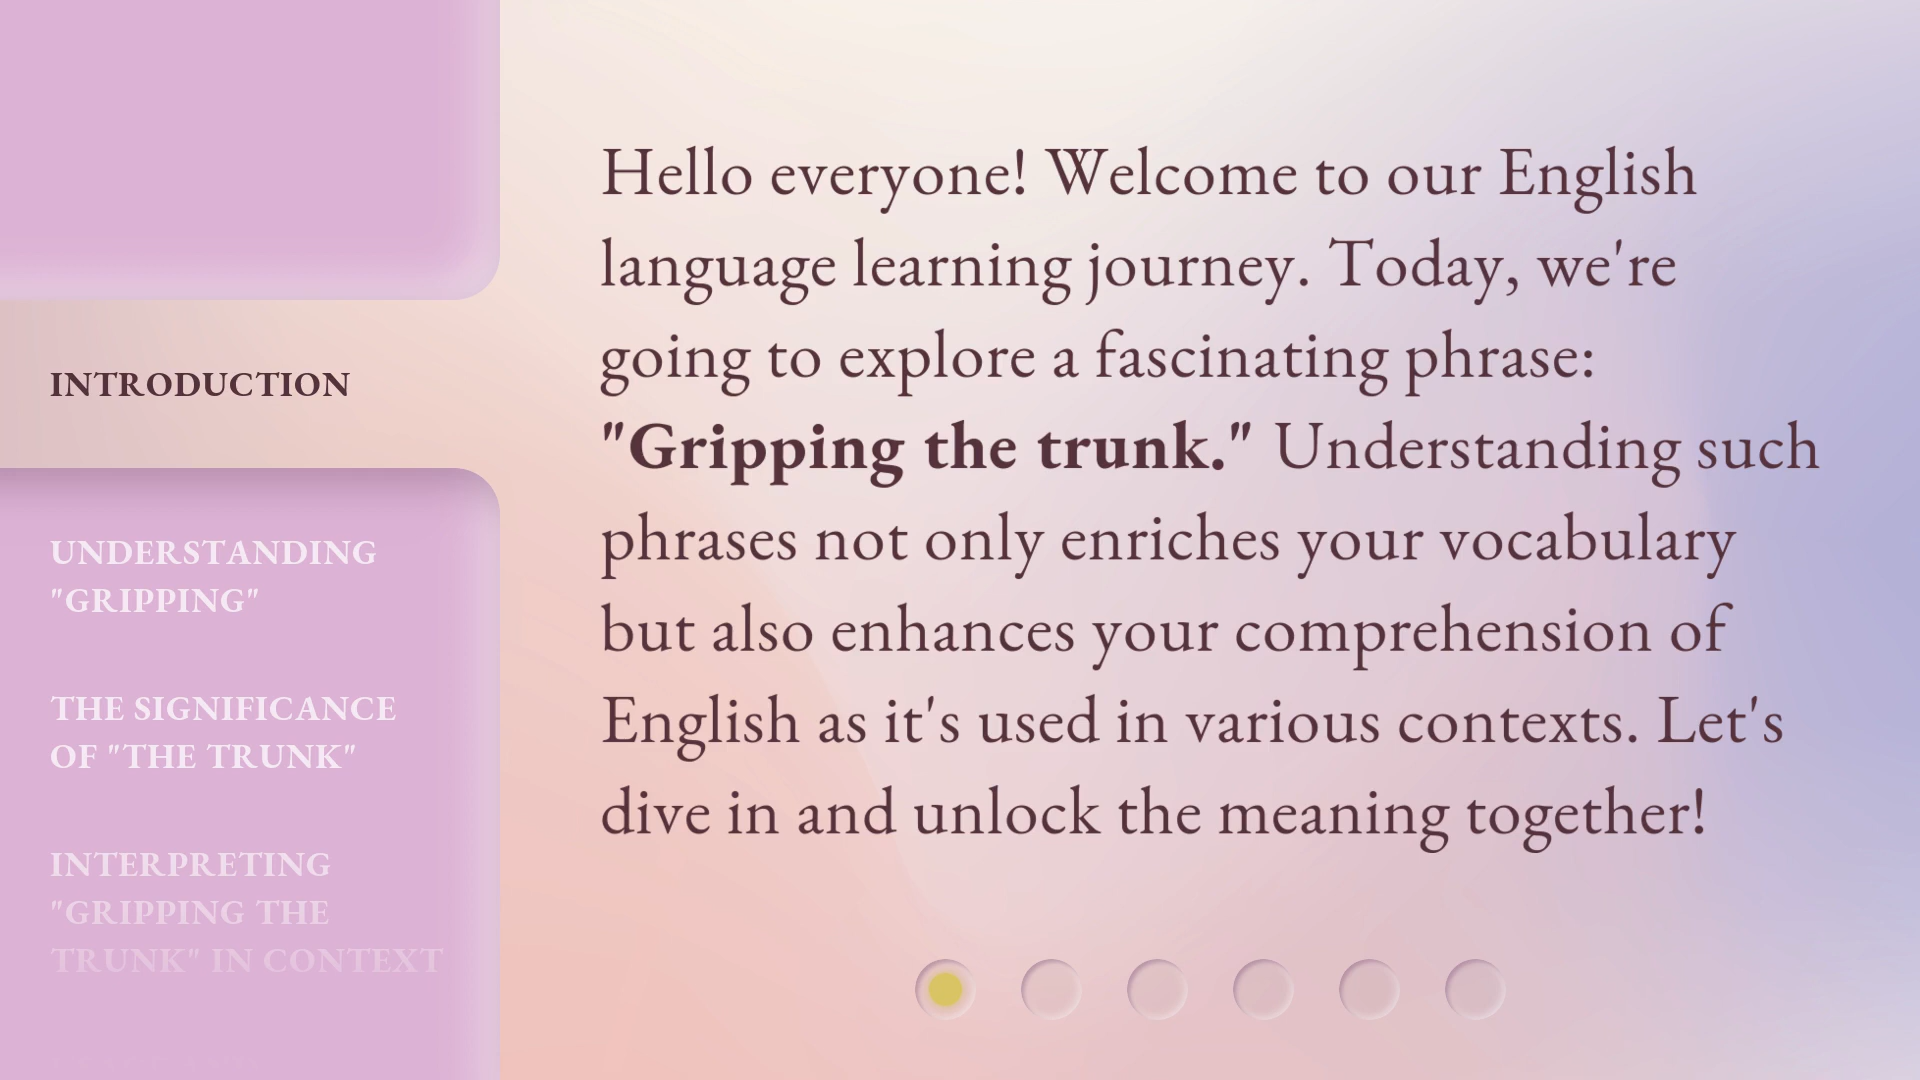 INTRODUCTION
UNDERSTANDING
"GRIPPING"
THE SIGNIFICANCE
OF "THE TRUNK"
INTERPRETING
"GRIPPING THE
TRUNK" IN CONTEXT
Hello everyone! Welcome to our English
language learning journey. Today, we're
going to explore a fascinating phrase:
"Gripping the trunk." Understanding such
phrases not only enriches your vocabulary
but also enhances your comprehension of
English as it's used in various contexts. Let's
dive in and unlock the meaning together!